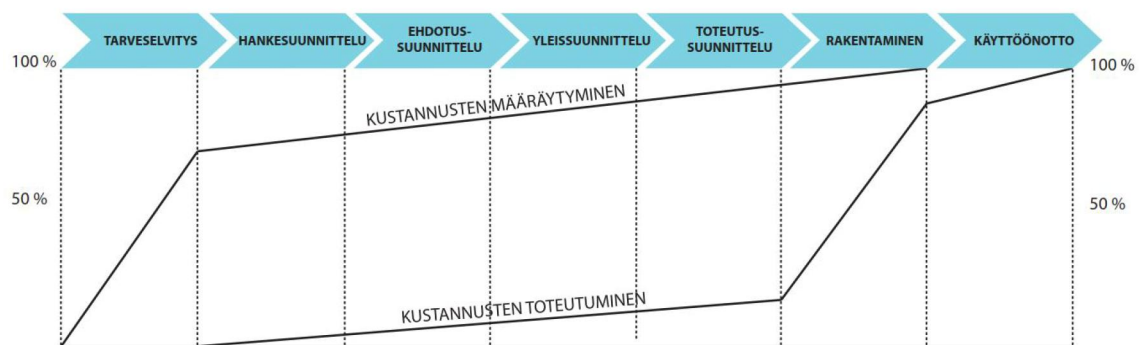 TARVESELVITYS
HANKESUUNNITTELU
EHDOTUS-
SUUNNITTELU
YLEISSUUNNITTELU
TOTEUTUS-
SUUNNITTELU
RAKENTAMINEN
KÄYTTÖÖNOTTO
100 %
100 %
KUSTANNUSTEN MÄÄRÄYTYMINEN
50 %
50 %
KUSTANNUSTEN TOTEUTUMINEN